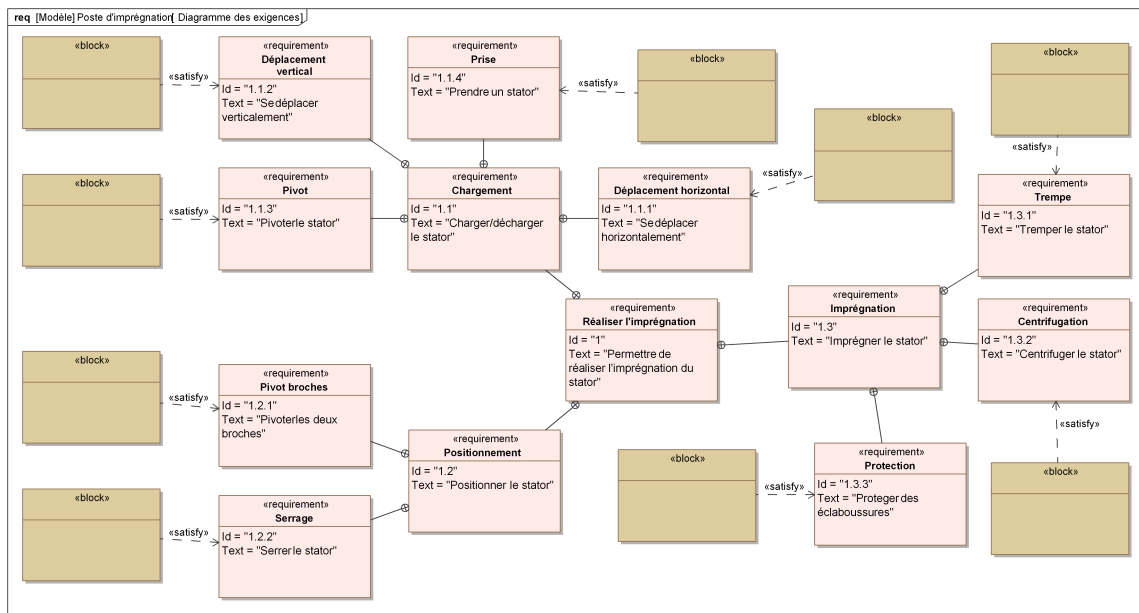 req [Modèle] Poste d'imprégnation[ Diagramme des exigences]
«block»
«satisfy»
«requirement»
Déplacement
vertical
Id = "1.1.2"
Text = "Se déplacer
verticalement"
«requirement»
Prise
Id = "1.1.4"
Text = "Prendre un stator"
«satisfy»
«block»
«block»
«satisfy»
«block»
«satisfy»
«requirement»
Pivot
Id = "1.1.3"
Text = "Pivoter le stator"
«requirement»
Chargement
Id = "1.1"
Text = "Charger/décharger
le stator"
«requirement»
Déplacement horizontal
Id = "1.1.1"
Text = "Se déplacer
horizontalement"
«satisfy»
«block»
«requirement»
Trempe
Id = "1.3.1"
Text = "Tremper le stator"
«requirement»
Réaliser l'imprégnation
Id = "1"
Text = "Permettre de
réaliser l'imprégnation du
stator"
«requirement»
Imprégnation
Id = "1.3"
Text = "Imprégner le stator"
«requirement»
Centrifugation
Id = "1.3.2"
Text = "Centrifuger le stator"
«block»
«satisfy»
«requirement»
Pivot broches
Id = "1.2.1"
Text = "Pivoter les deux
broches"
«requirement»
Positionnement
Id = "1.2"
Text = "Positionner le stator"
«block»
«satisfy»
«requirement»
Protection
Id = "1.3.3"
Text = "Proteger des
éclaboussures"
«satisfy»
«block»
«block»
«satisfy»
«requirement»
Serrage
Id = "1.2.2"
Text = "Serrer le stator"